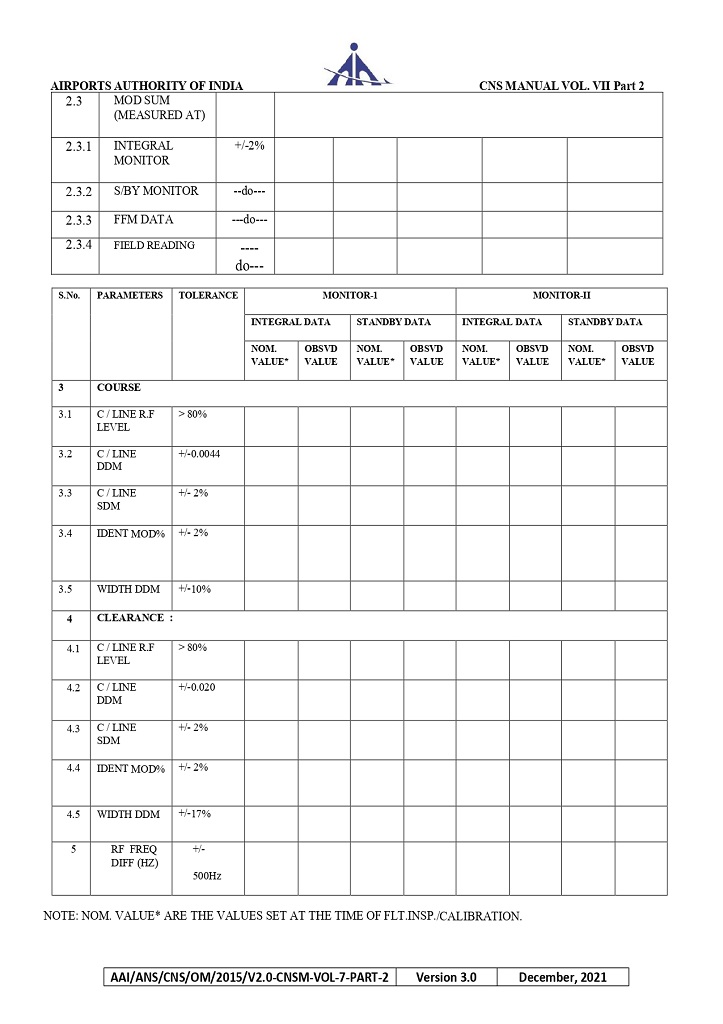 AIRPORTS AUTHORITY OF INDIA CNS MANUAL VOL. VII Part 2
2.3 MOD SUM
(MEASURED AT)
2.3.1 INTEGRAL +/-2%
MONITOR
2.3.2 S/BY MONITOR --do---
2.3.3 FFM DATA ---do---
2.3.4 FIELD READING ----
do---
S.No. PARAMETERS TOLERANCE MONITOR-1 MONITOR-II
INTEGRAL DATA STANDBY DATA INTEGRAL DATA STANDBY DATA
NOM. OBSVD NOM. OBSVD NOM. OBSVD NOM. OBSVD
VALUE* VALUE VALUE* VALUE VALUE* VALUE VALUE* VALUE
3 COURSE
3.1 C / LINE R.F > 80%
LEVEL
3.2 C / LINE +/-0.0044
DDM
3.3 C / LINE +/- 2%
SDM
3.4 IDENT MOD% +/- 2%
3.5 WIDTH DDM +/-10%
4 CLEARANCE :
4.1 C / LINE R.F > 80%
LEVEL
4.2 C / LINE +/-0.020
DDM
4.3 C / LINE +/- 2%
SDM
4.4 IDENT MOD% +/- 2%
4.5 WIDTH DDM +/-17%
5 RF FREQ +/-
DIFF (HZ)
500Hz
NOTE: NOM. VALUE* ARE THE VALUES SET AT THE TIME OF FLT.INSP./CALIBRATION.
AAI/ANS/CNS/OM/2015/V2.0-CNSM-VOL-7-PART-2 Version 3.0 December, 2021